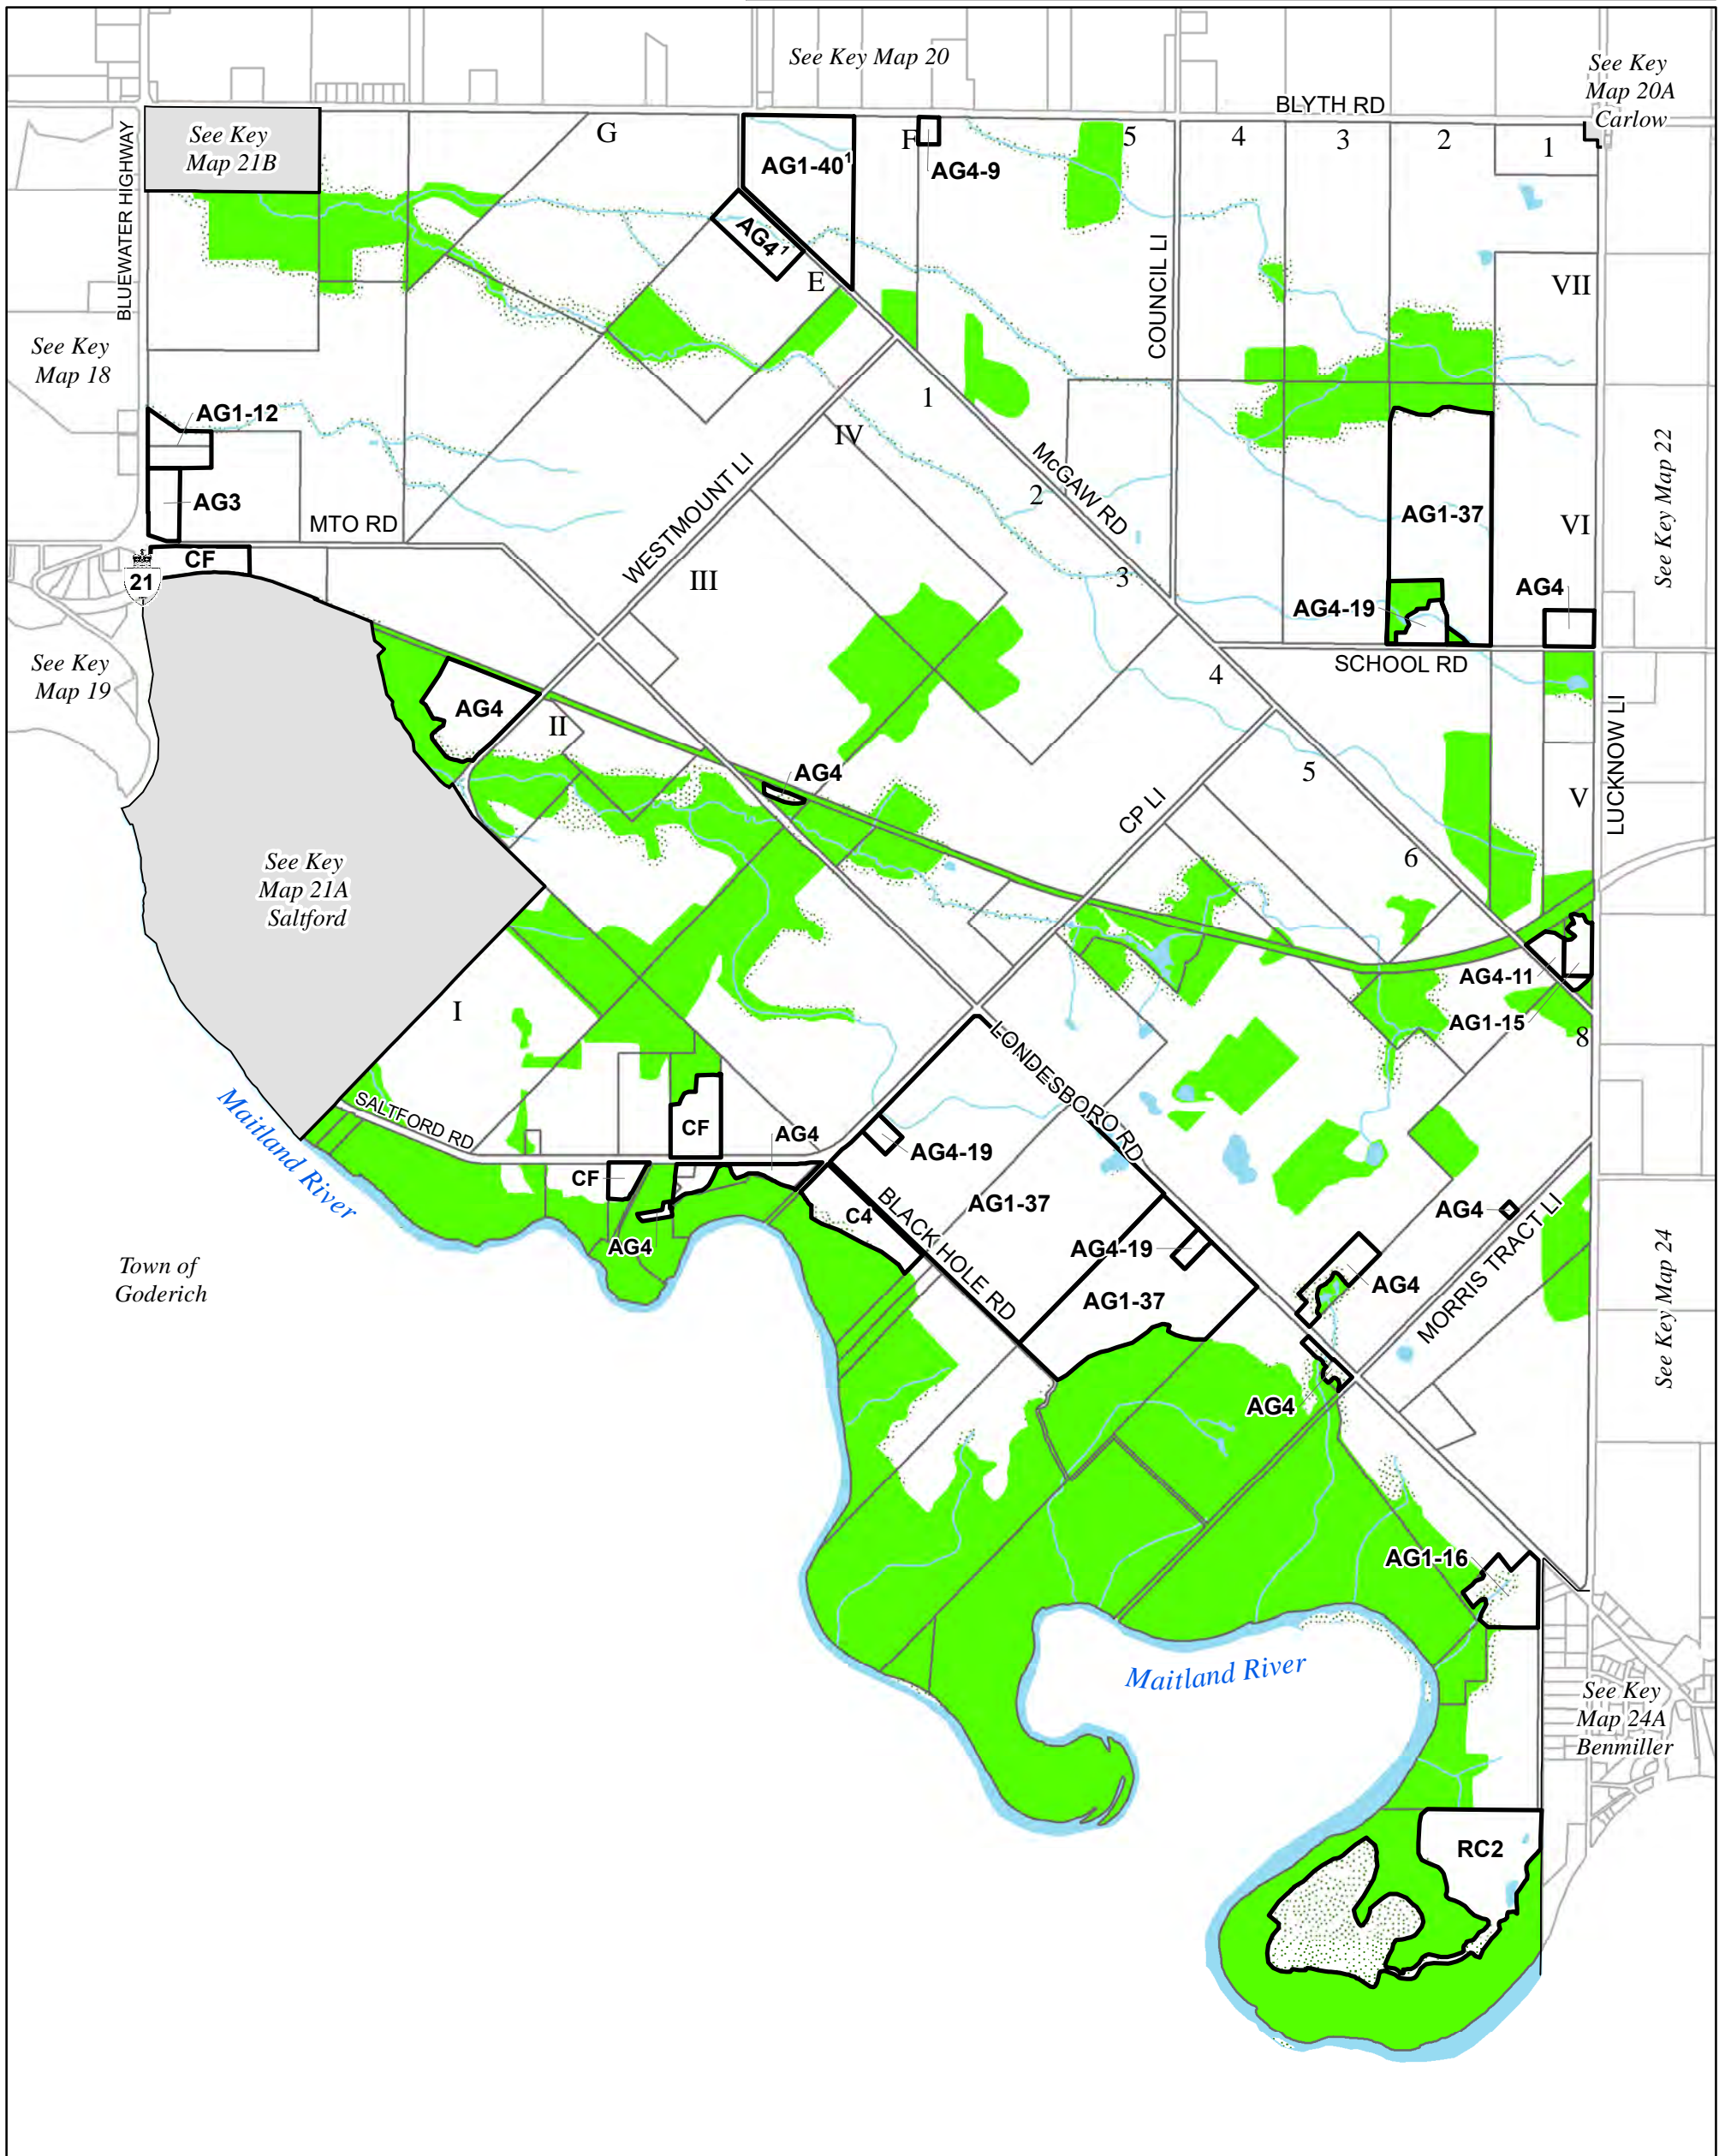 See Key Map 20
See Key
Map 20A
Carlow
BLYTH RD
See Key
Map 21B
G
F
5
4
3
2
1
AG1-40¹
AG4-9
BLUEWATER HIGHWAY
AG4¹
E
COUNCIL LI
VII
See Key
Map 18
1
AG1-12
IV
McGAW RD
WESTMOUNT LI
2
AG3
MTO RD
AG1-37
VI
See Key Map 22
CF
21
III
3
AG4
AG4-19
See Key
Map 19
SCHOOL RD
4
AG4
II
LUCKNOW LI
AG4
5
V
CP LI
6
See Key
Map 21A
Saltford
AG4-11
I
AG1-15
8
LONDESBORO RD
SALTFORD RD
Maitland River
CF
AG4
AG4-19
CF
C4
BLACK HOLE RD
AG1-37
AG4
AG4
AG4-19
MORRIS TRACT LI
Town of
Goderich
AG1-37
AG4
See Key Map 24
AG4
AG1-16
Maitland River
See Key
Map 24A
Benmiller
RC2